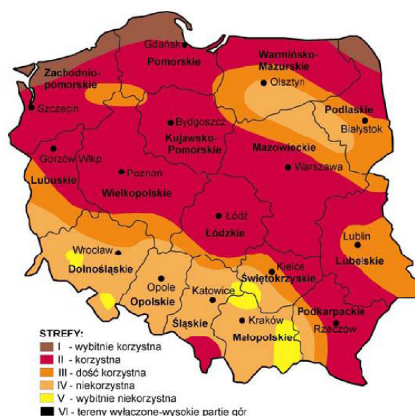 Gdańsk
Pomorskie
Warmińsko-
Mazurskie
Zachodnio-
pomorskie
Olsztyn
Szczecin
Podlaskie
Bydgoszcz
Białystok
Kujawsko-
Pomorskie
Mazowieckie
Gorzów Wlkp
Poznań
Warszawa
Lubuskie
Wielkopolskie
Łódź
Łódzkie
Lublin
Lubelskie
Wrocław
Dolnośląskie
Kielce
Świętokrzyskie
Opole
Opolskie
Katowice
Śląskie
Kraków
Małopolskie
Podkarpackie
Rzeczów
STREFY:
I - wybitnie korzystna
II - korzystna
III - dość korzystna
IV - niekorzystna
V - wybitnie niekorzystna
VI - tereny wyłączone-wysokie partie gór